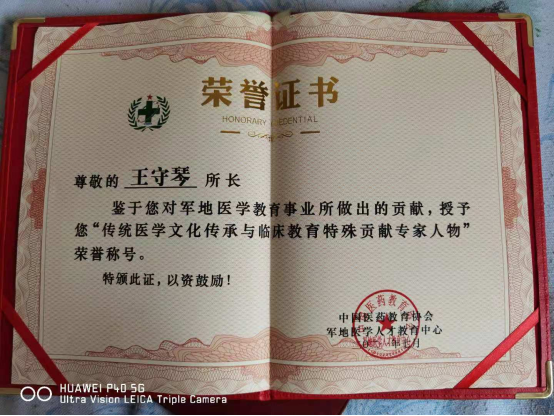 荣誉证书
HONORARY CREDENTIAL
尊敬的 王守琴 所长
鉴于您对军地医学教育事业所做出的贡献，授予
您“传统医学文化传承与临床教育特殊贡献专家人物”
荣誉称号。
特颁此证，以资鼓励！
中国医药教育协会
军地医学人才教育中心
HUAWEI P40 5G
Ultra Vision LEICA Triple Camera